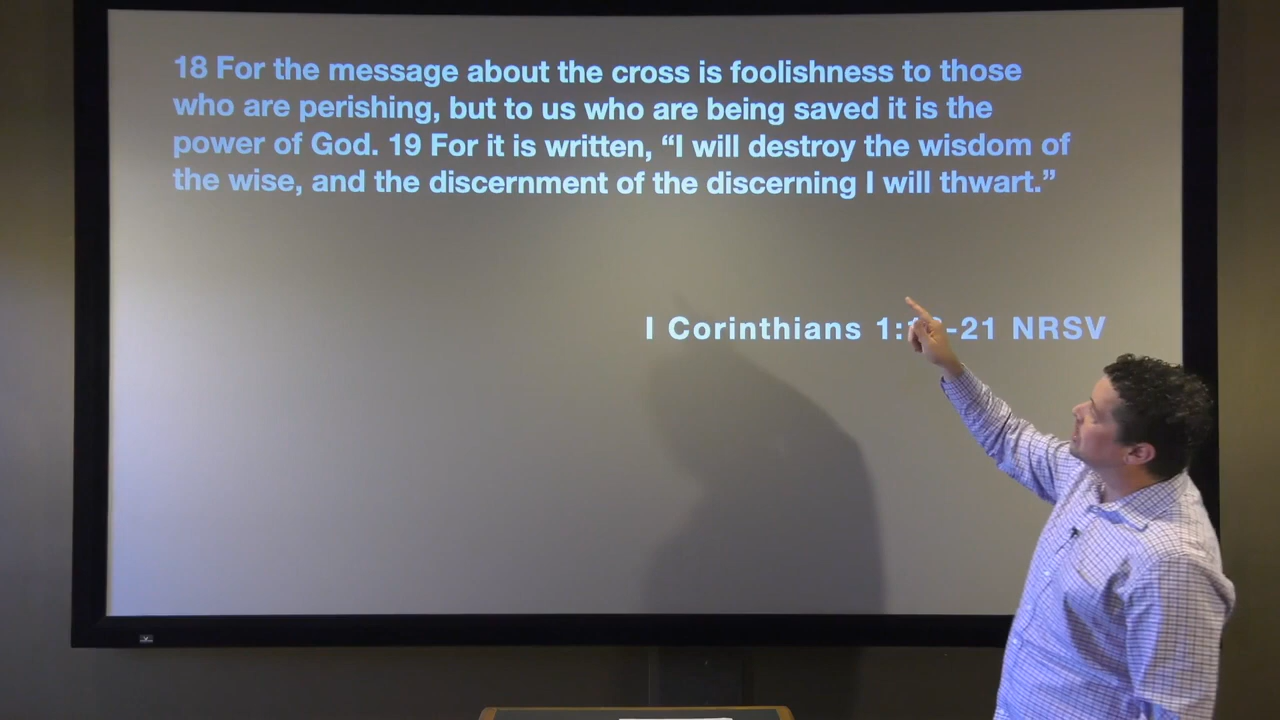 18 For the message about the cross is foolishness to those
who are perishing, but to us who are being saved it is the
power of God. 19 For it is written, “I will destroy the wisdom of
the wise, and the discernment of the discerning I will thwart.”
I Corinthians 1: -21 NRSV